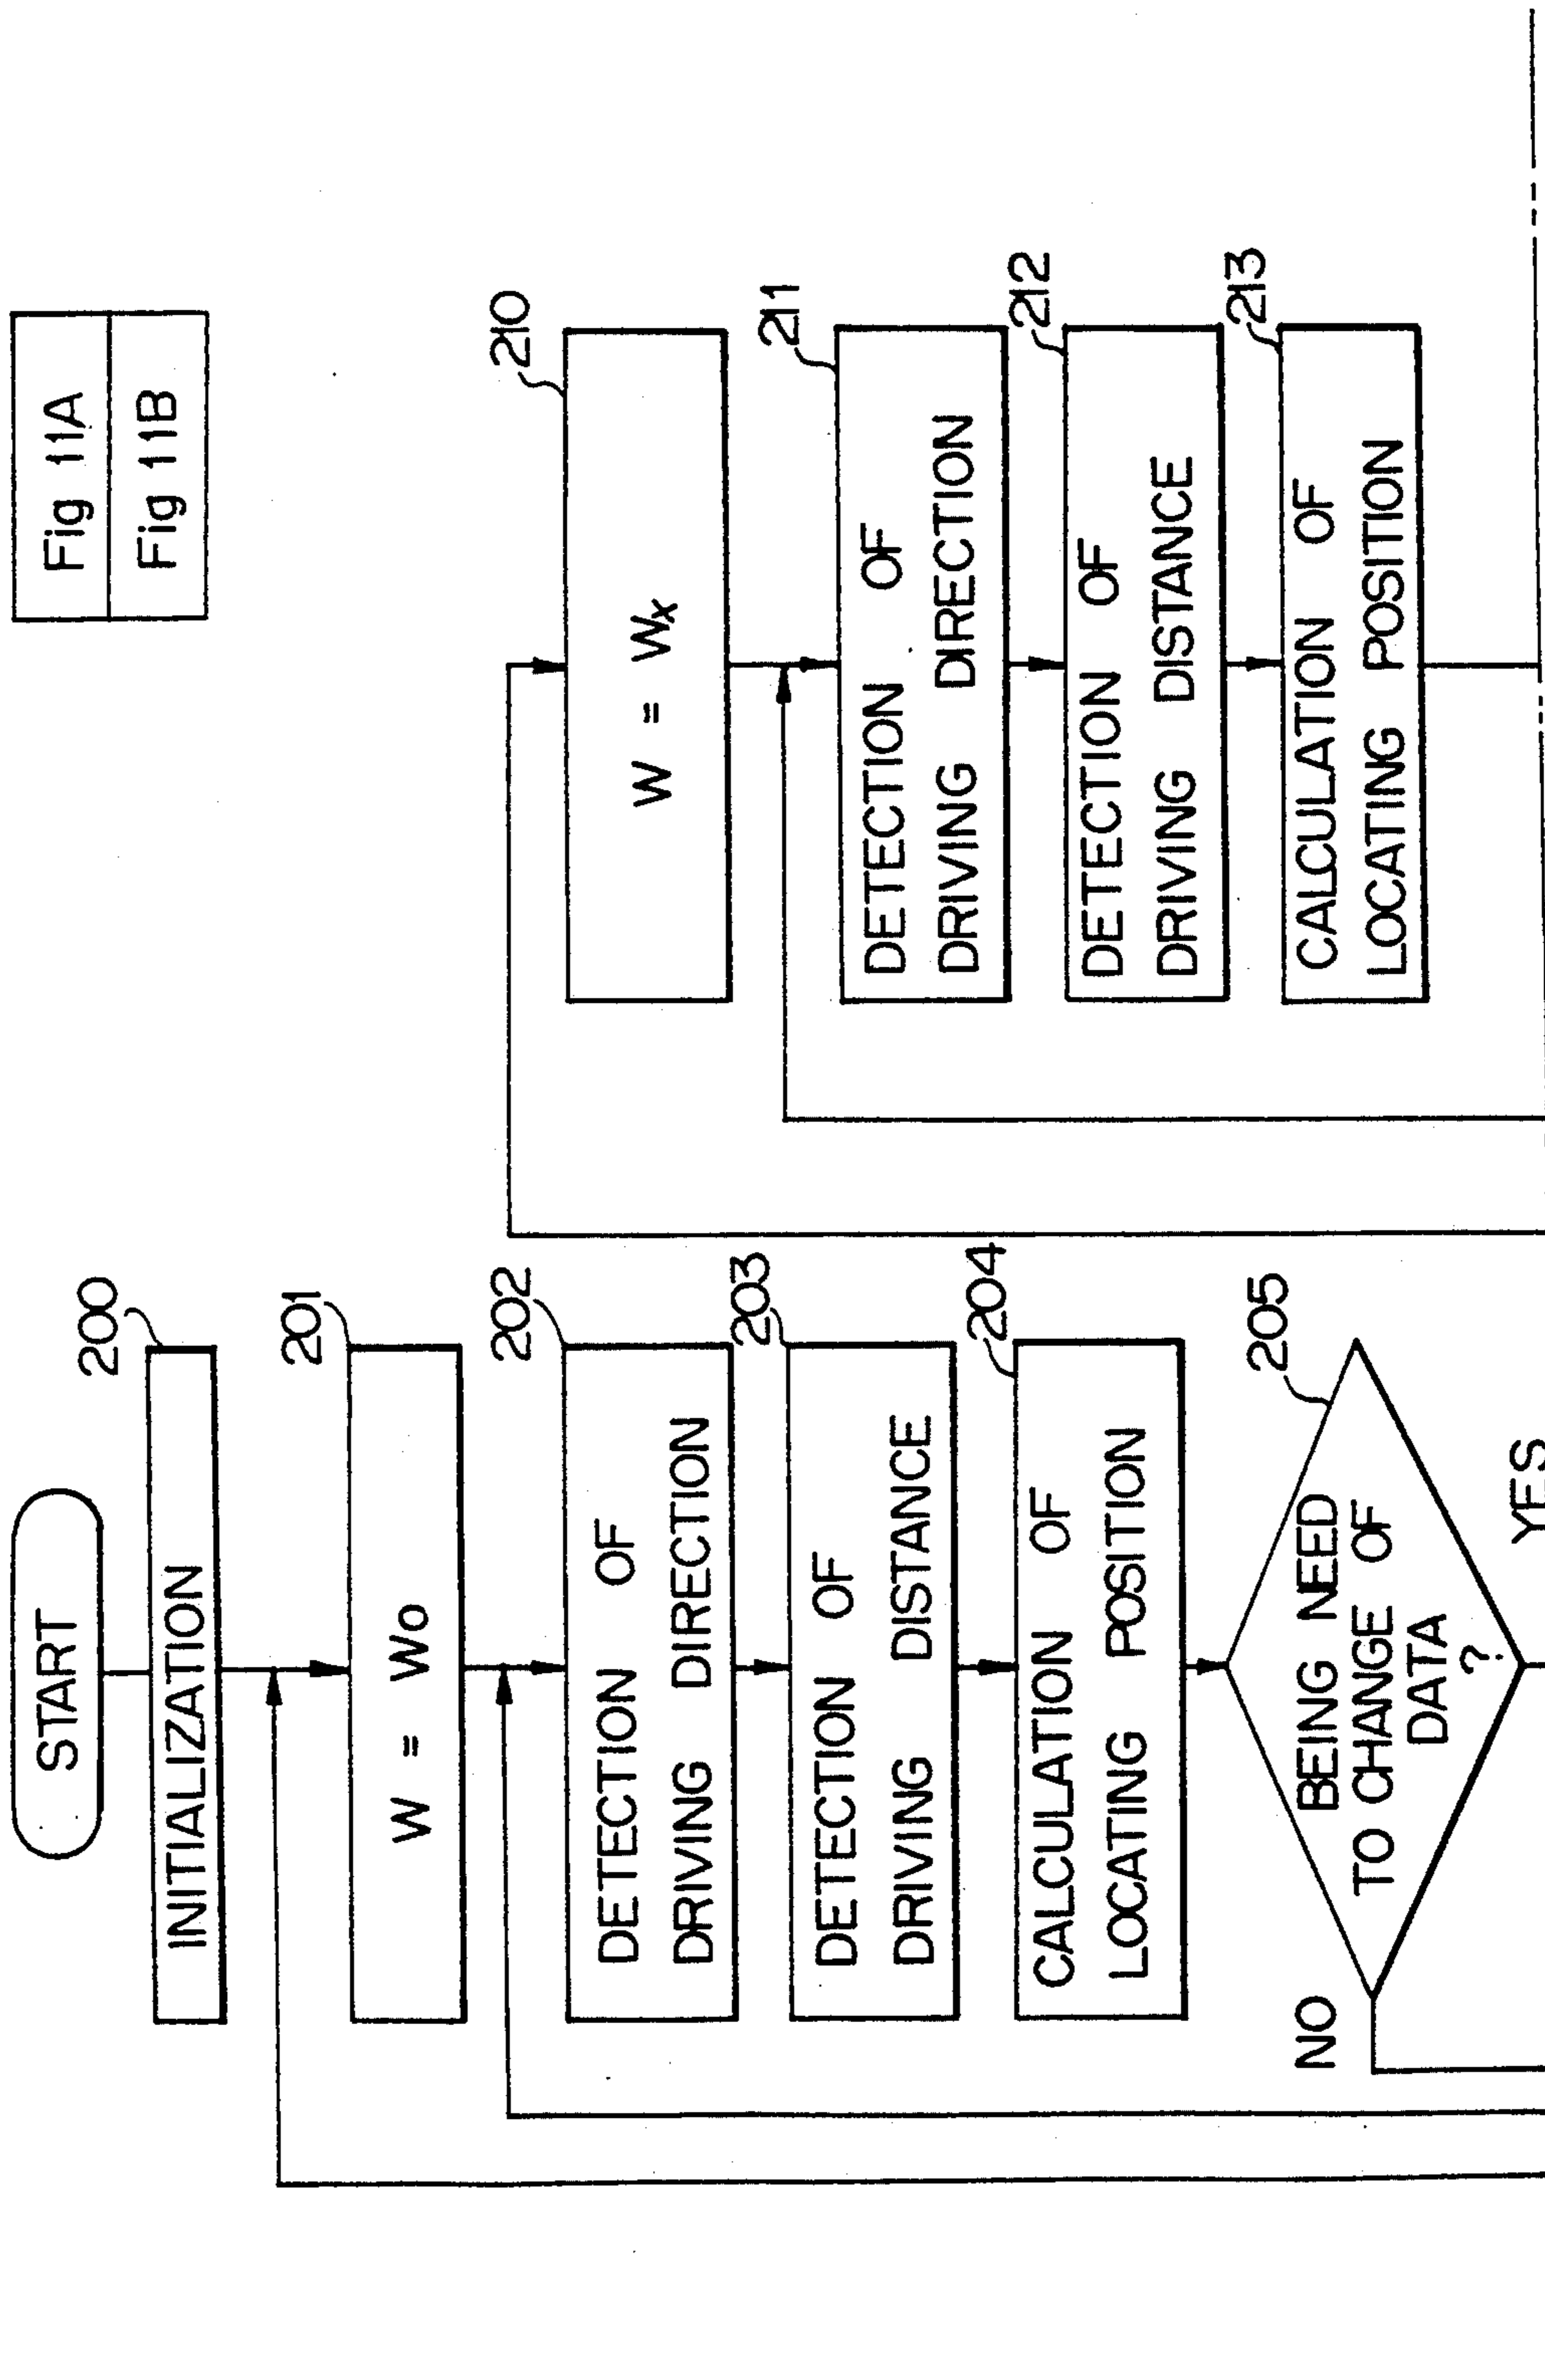 Fig 11A
Fig 11B
START
200
INITIALIZATION
201
W = Wo
202
DETECTION OF
DRIVING DIRECTION
203
DETECTION OF
DRIVING DISTANCE
204
CALCULATION OF
LOCATING POSITION
205
NO
BEING NEED
TO CHANGE OF
DATA
?
YES
210
W = Wx
211
DETECTION OF
DRIVING DIRECTION
212
DETECTION OF
DRIVING DISTANCE
213
CALCULATION OF
LOCATING POSITION